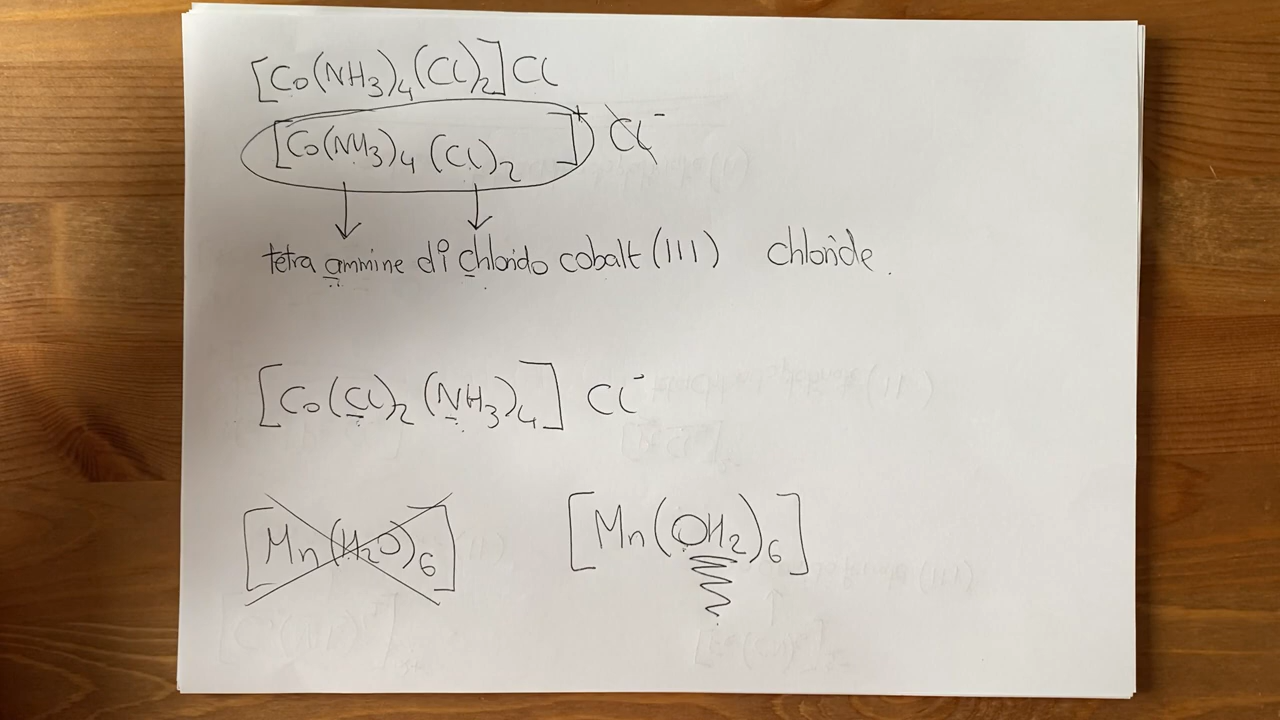 [Co(NH₃)₄(Cl)₂]Cl
[Co(NH₃)₄(Cl)₂]⁺ Cl⁻
tetra ammine di chlorido cobalt (III) chloride.
[Co(Cl)₂(NH₃)₄] Cl⁻
[Mn(H₂O)₆] [Mn(OH₂)₆]